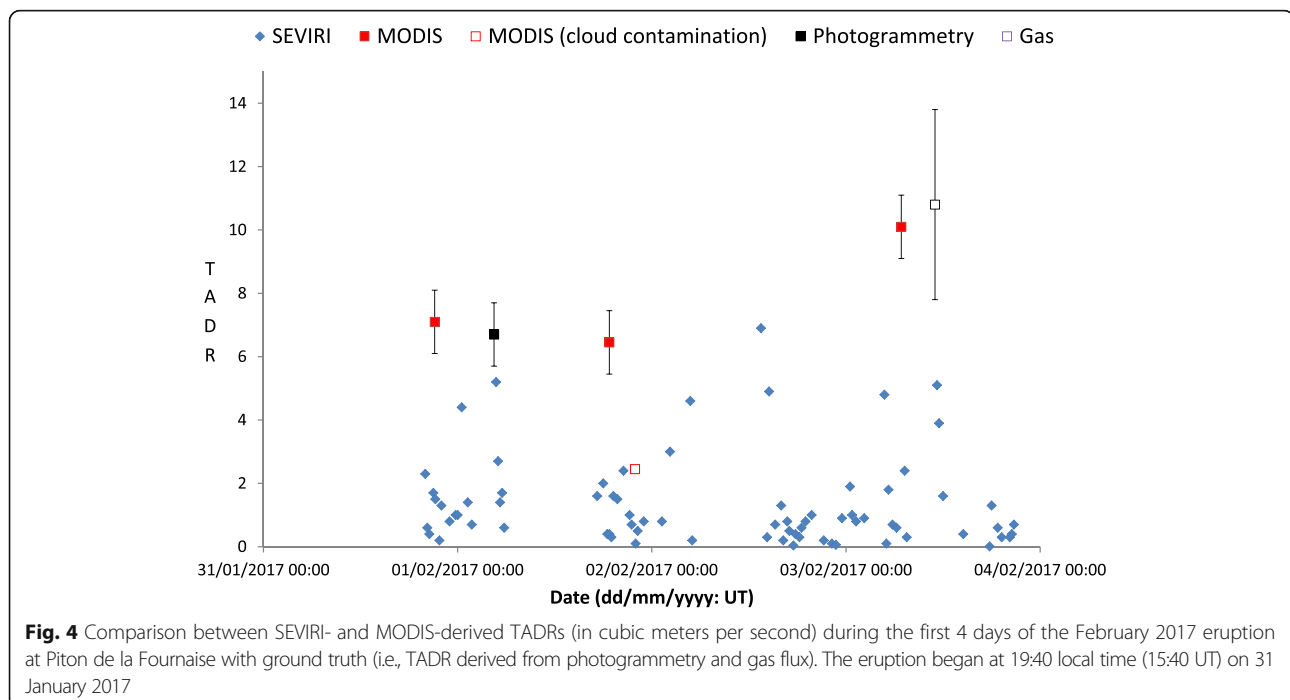 SEVIRI MODIS MODIS (cloud contamination) Photogrammetry Gas
14
12
10
8
6
4
2
0
T
A
D
R
31/01/2017 00:00 01/02/2017 00:00 02/02/2017 00:00 03/02/2017 00:00 04/02/2017 00:00
Date (dd/mm/yyyy: UT)
Fig. 4 Comparison between SEVIRI- and MODIS-derived TADRs (in cubic meters per second) during the first 4 days of the February 2017 eruption
at Piton de la Fournaise with ground truth (i.e., TADR derived from photogrammetry and gas flux). The eruption began at 19:40 local time (15:40 UT) on 31
January 2017